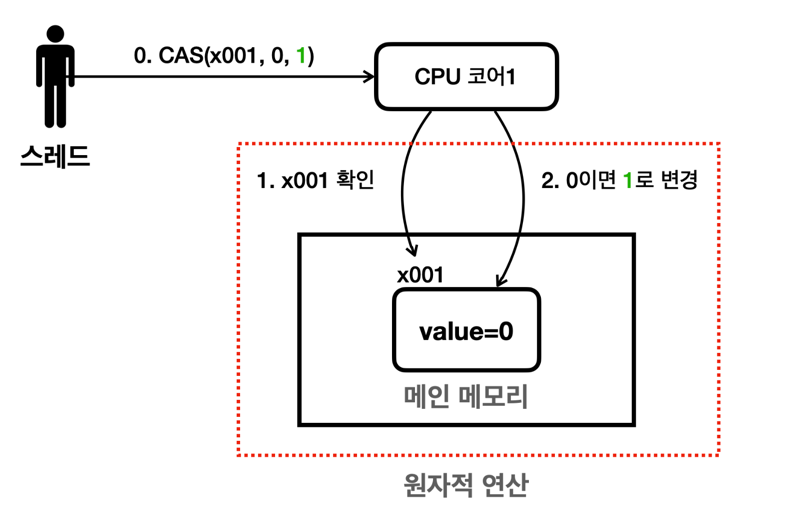 0. CAS(x001, 0, 1)
CPU 코어1
스레드
1. x001 확인
2. 0이면 1로 변경
x001
value=0
메인 메모리
원자적 연산